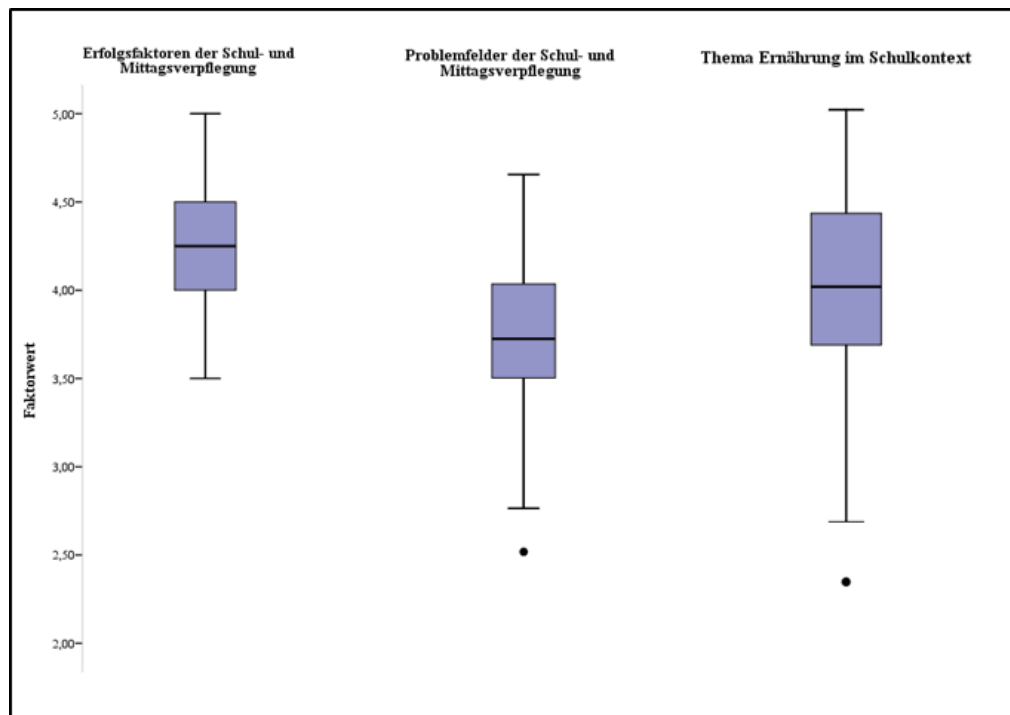 Erfolgsfaktoren der Schul- und
Mittagsverpflegung
Problemfelder der Schul- und
Mittagsverpflegung
Thema Ernährung im Schulkontext
Faktorwert
5,00
4,50
4,00
3,50
3,00
2,50
2,00